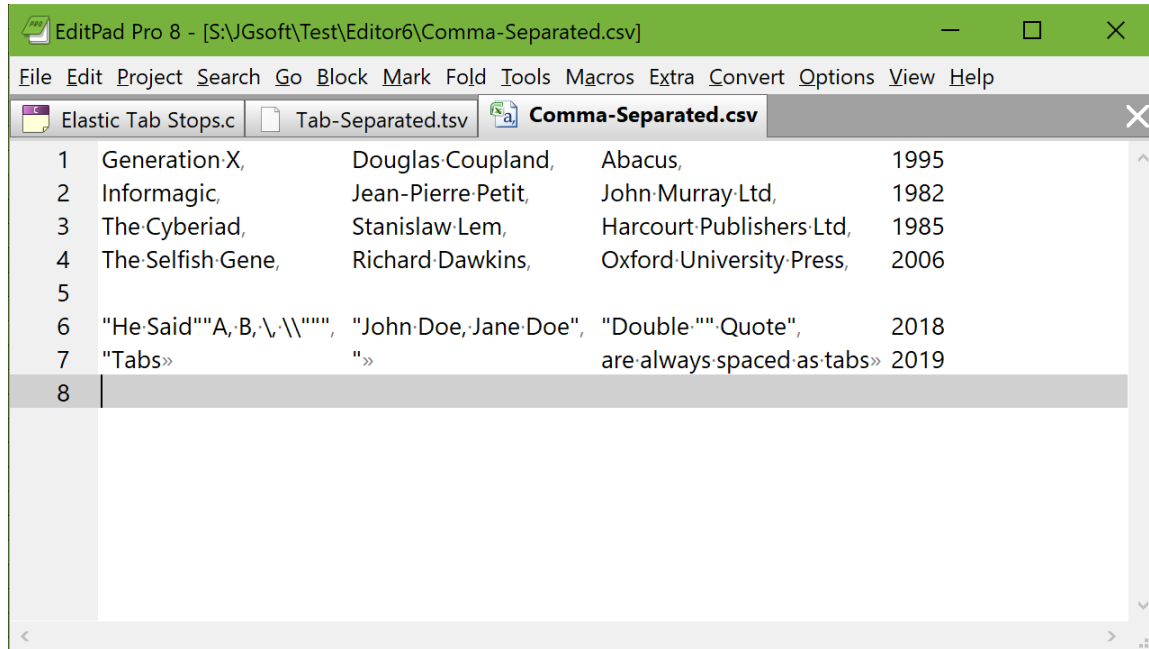 EditPad Pro 8 - [S:\JGsoft\Test\Editor6\Comma-Separated.csv]
File Edit Project Search Go Block Mark Fold Tools Macros Extra Convert Options View Help
Elastic Tab Stops.c Tab-Separated.tsv Comma-Separated.csv
1 Generation·X, Douglas·Coupland, Abacus, 1995
2 Informagic, Jean-Pierre·Petit, John·Murray·Ltd, 1982
3 The·Cyberiad, Stanislaw·Lem, Harcourt·Publishers·Ltd, 1985
4 The·Selfish·Gene, Richard·Dawkins, Oxford·University·Press, 2006
5
6 "He·Said""A,·B,·\,·\\""", "John·Doe,·Jane·Doe", "Double·""·Quote", 2018
7 "Tabs» "» are·always·spaced·as·tabs» 2019
8